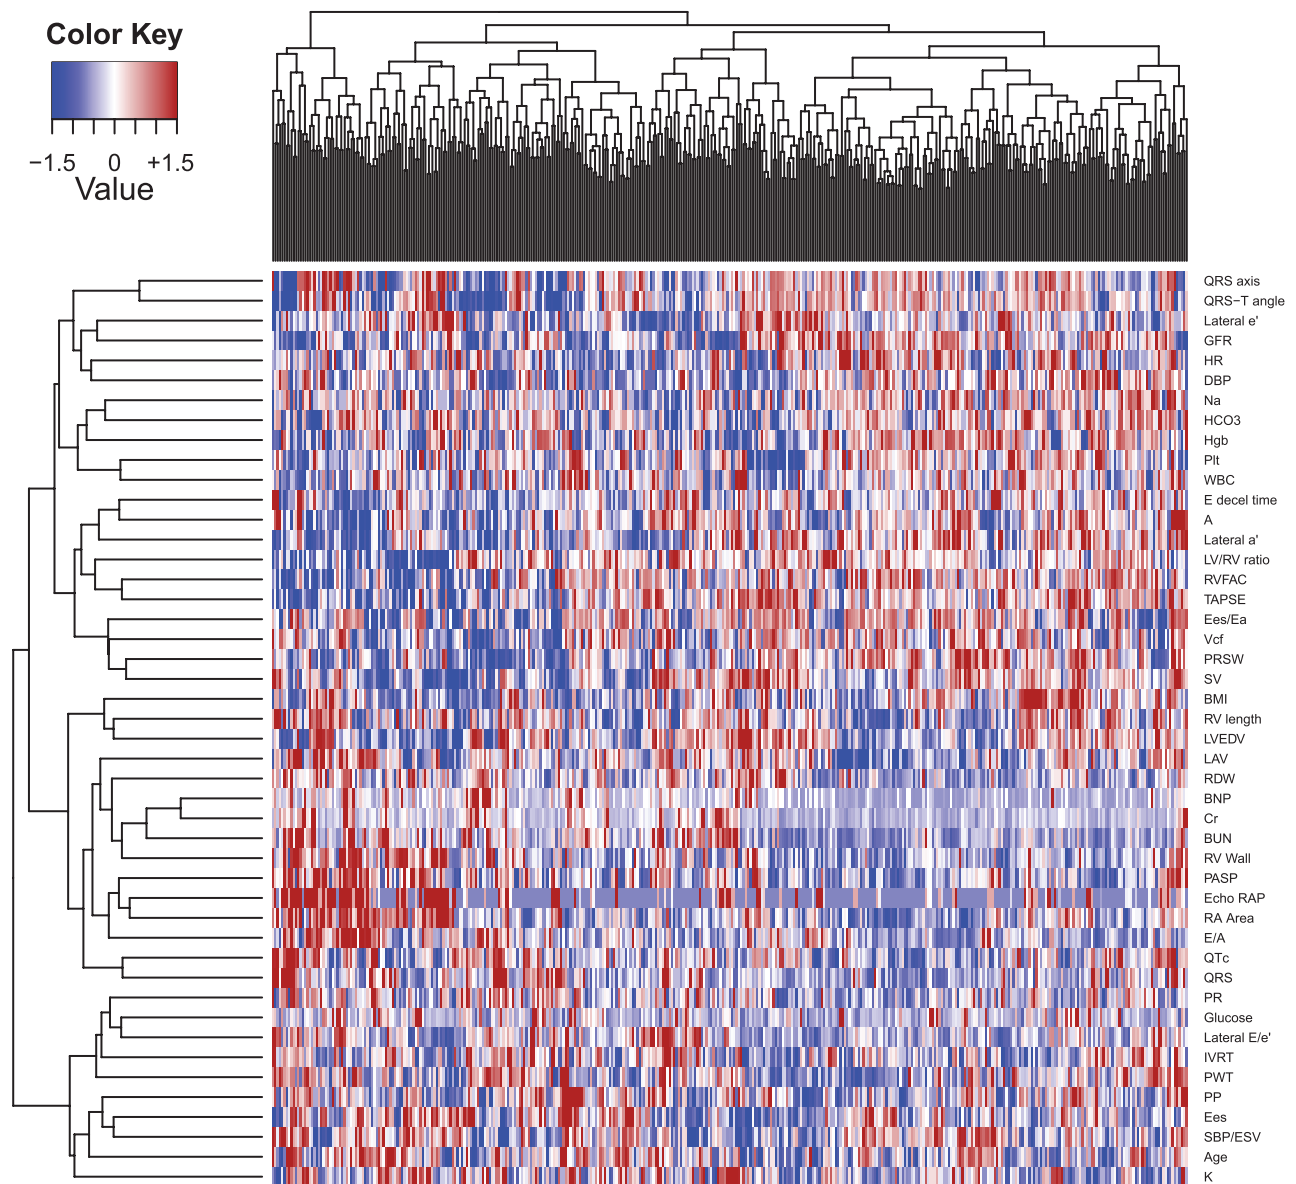 Color Key
−1.5 0 +1.5
Value
QRS axis
QRS−T angle
Lateral e'
GFR
HR
DBP
Na
HCO3
Hgb
Plt
WBC
E decel time
A
Lateral a'
LV/RV ratio
RVFAC
TAPSE
Ees/Ea
Vcf
PRSW
SV
BMI
RV length
LVEDV
LAV
RDW
BNP
Cr
BUN
RV Wall
PASP
Echo RAP
RA Area
E/A
QTc
QRS
PR
Glucose
Lateral E/e'
IVRT
PWT
PP
Ees
SBP/ESV
Age
K